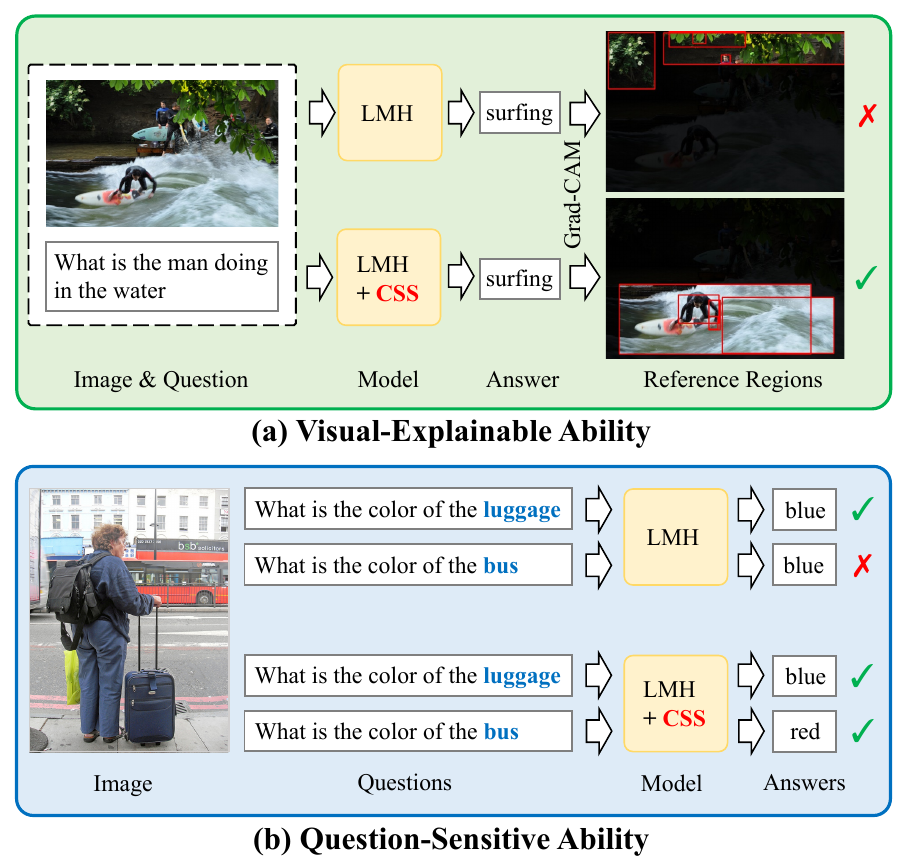 LMH
surfing
Grad-CAM
What is the man doing
in the water
LMH
+ CSS
surfing
Image & Question
Model
Answer
Reference Regions
(a) Visual-Explainable Ability
bsb solicitors
What is the color of the luggage
What is the color of the bus
LMH
blue
blue
What is the color of the luggage
What is the color of the bus
LMH
+ CSS
blue
red
Image
Questions
Model
Answers
(b) Question-Sensitive Ability